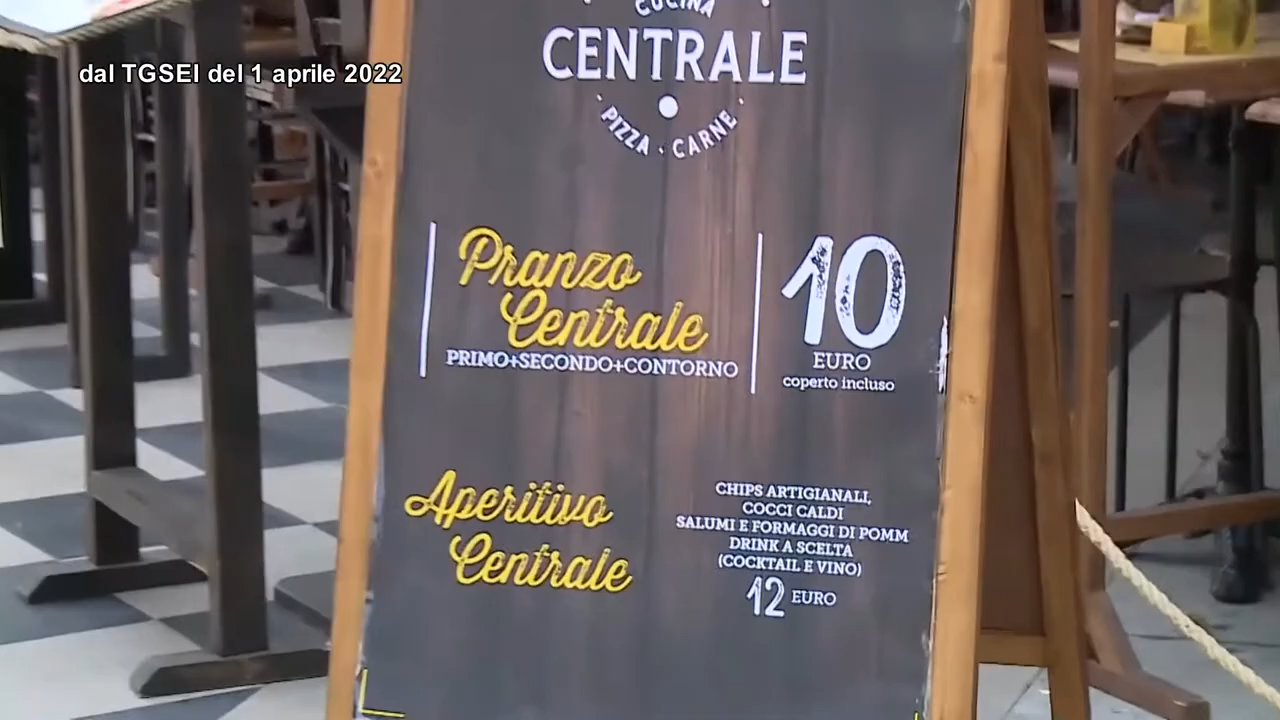 dal TGSEI del 1 aprile 2022
CUCINA
CENTRALE
PIZZA · CARNE
Pranzo
Centrale
PRIMO+SECONDO+CONTORNO
10
EURO
coperto incluso
Aperitivo
Centrale
CHIPS ARTIGIANALI,
COCCI CALDI
SALUMI E FORMAGGI DI POMM
DRINK A SCELTA
(COCKTAIL E VINO)
12 EURO